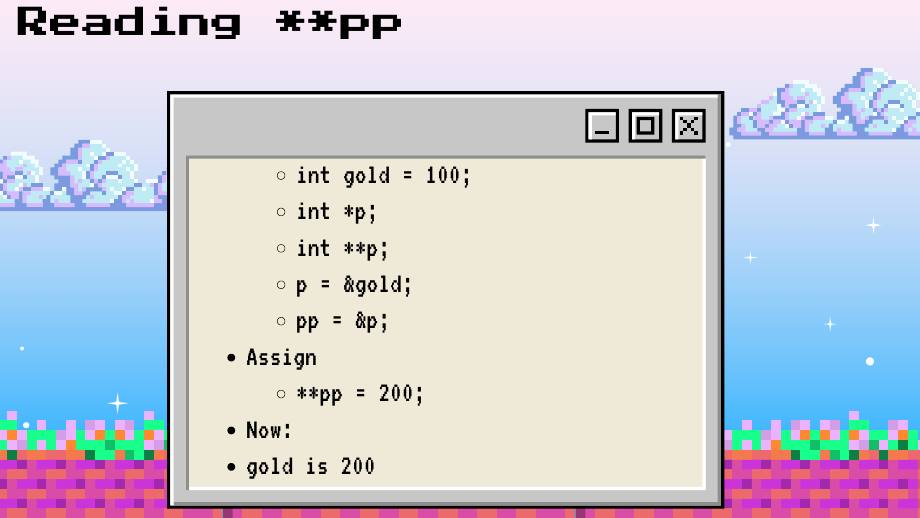 Reading **pp
int gold = 100;
int *p;
int **p;
p = &gold;
pp = &p;
Assign
**pp = 200;
Now:
gold is 200